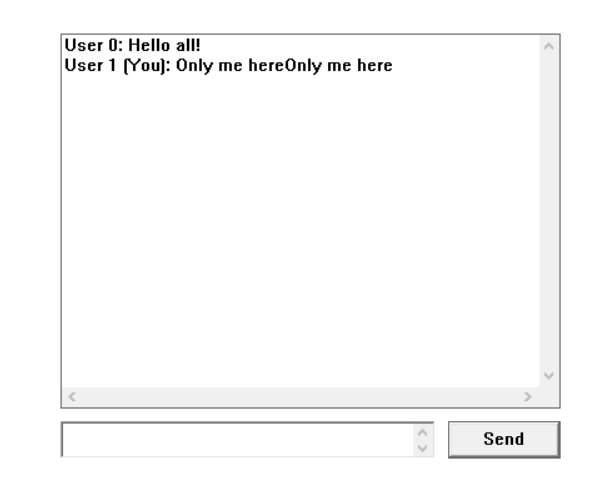 User 0: Hello all!
User 1 (You): Only me hereOnly me here
Send